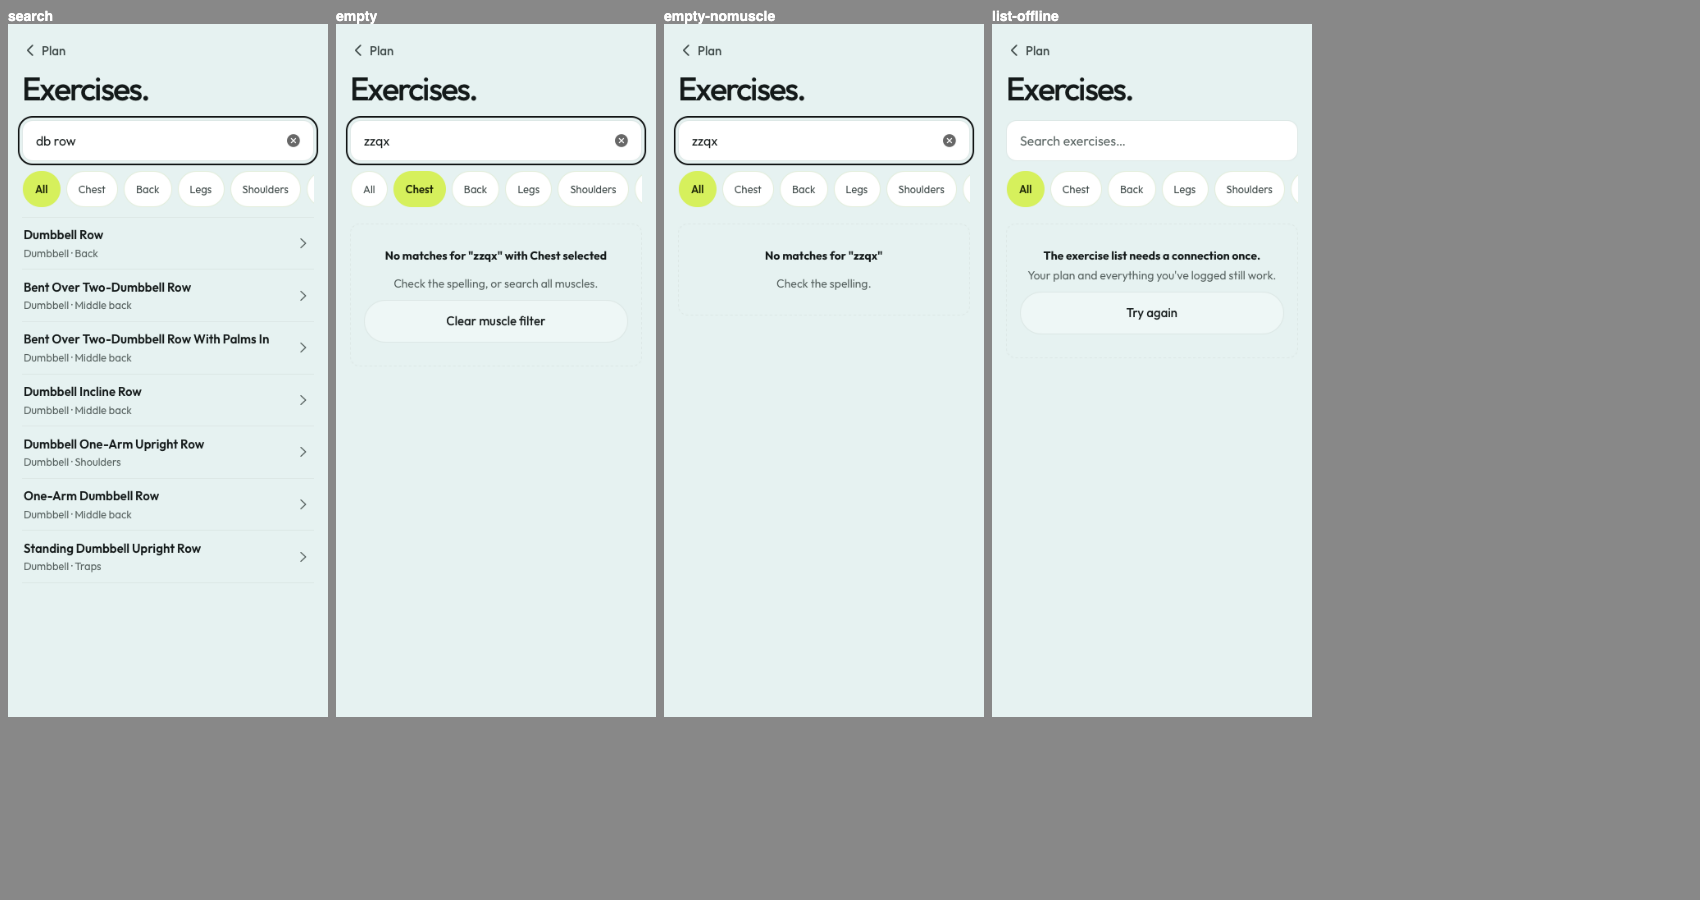 search
Plan
Exercises.
db row
All Chest Back Legs Shoulders
Dumbbell Row
Dumbbell · Back
Bent Over Two-Dumbbell Row
Dumbbell · Middle back
Bent Over Two-Dumbbell Row With Palms In
Dumbbell · Middle back
Dumbbell Incline Row
Dumbbell · Middle back
Dumbbell One-Arm Upright Row
Dumbbell · Shoulders
One-Arm Dumbbell Row
Dumbbell · Middle back
Standing Dumbbell Upright Row
Dumbbell · Traps
empty
Plan
Exercises.
zzqx
All Chest Back Legs Shoulders
No matches for "zzqx" with Chest selected
Check the spelling, or search all muscles.
Clear muscle filter
empty-nomuscle
Plan
Exercises.
zzqx
All Chest Back Legs Shoulders
No matches for "zzqx"
Check the spelling.
list-offline
Plan
Exercises.
Search exercises...
All Chest Back Legs Shoulders
The exercise list needs a connection once.
Your plan and everything you've logged still work.
Try again